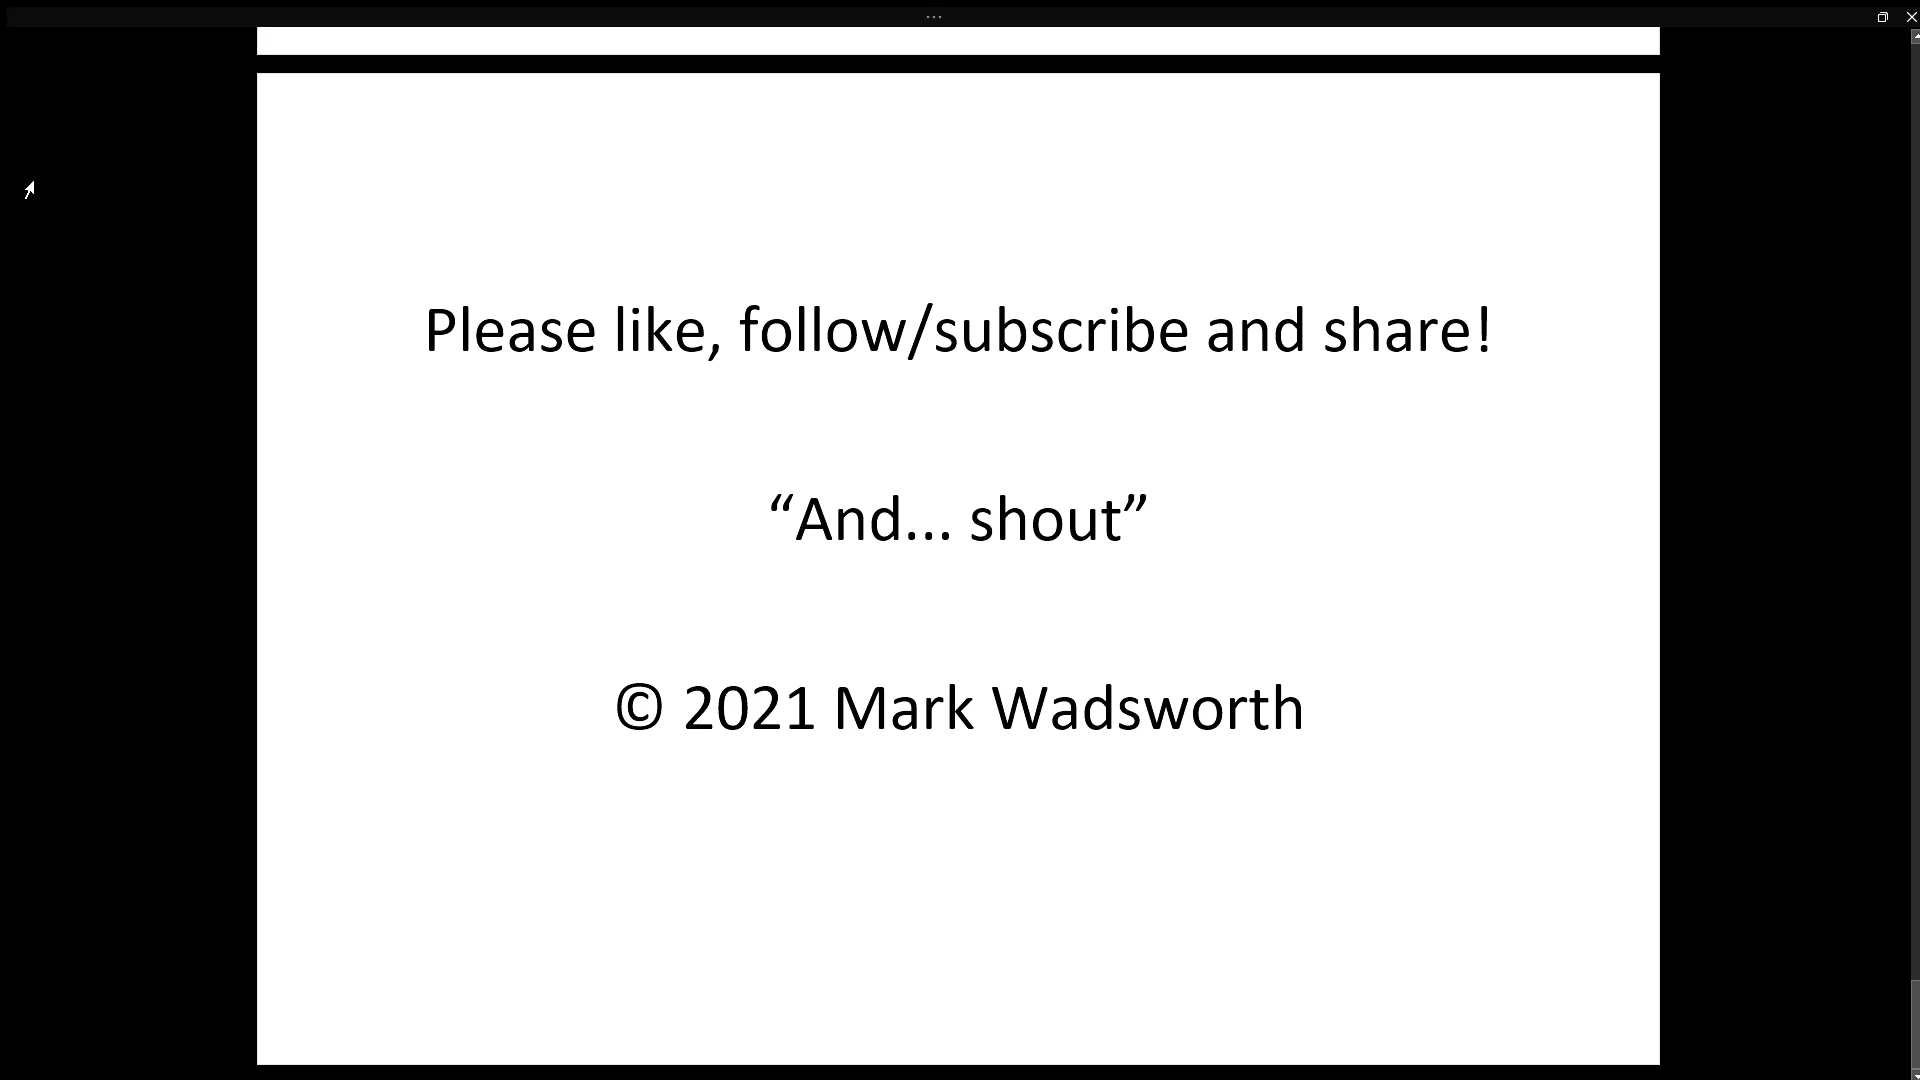 Please like, follow/subscribe and share!
“And... shout”
© 2021 Mark Wadsworth